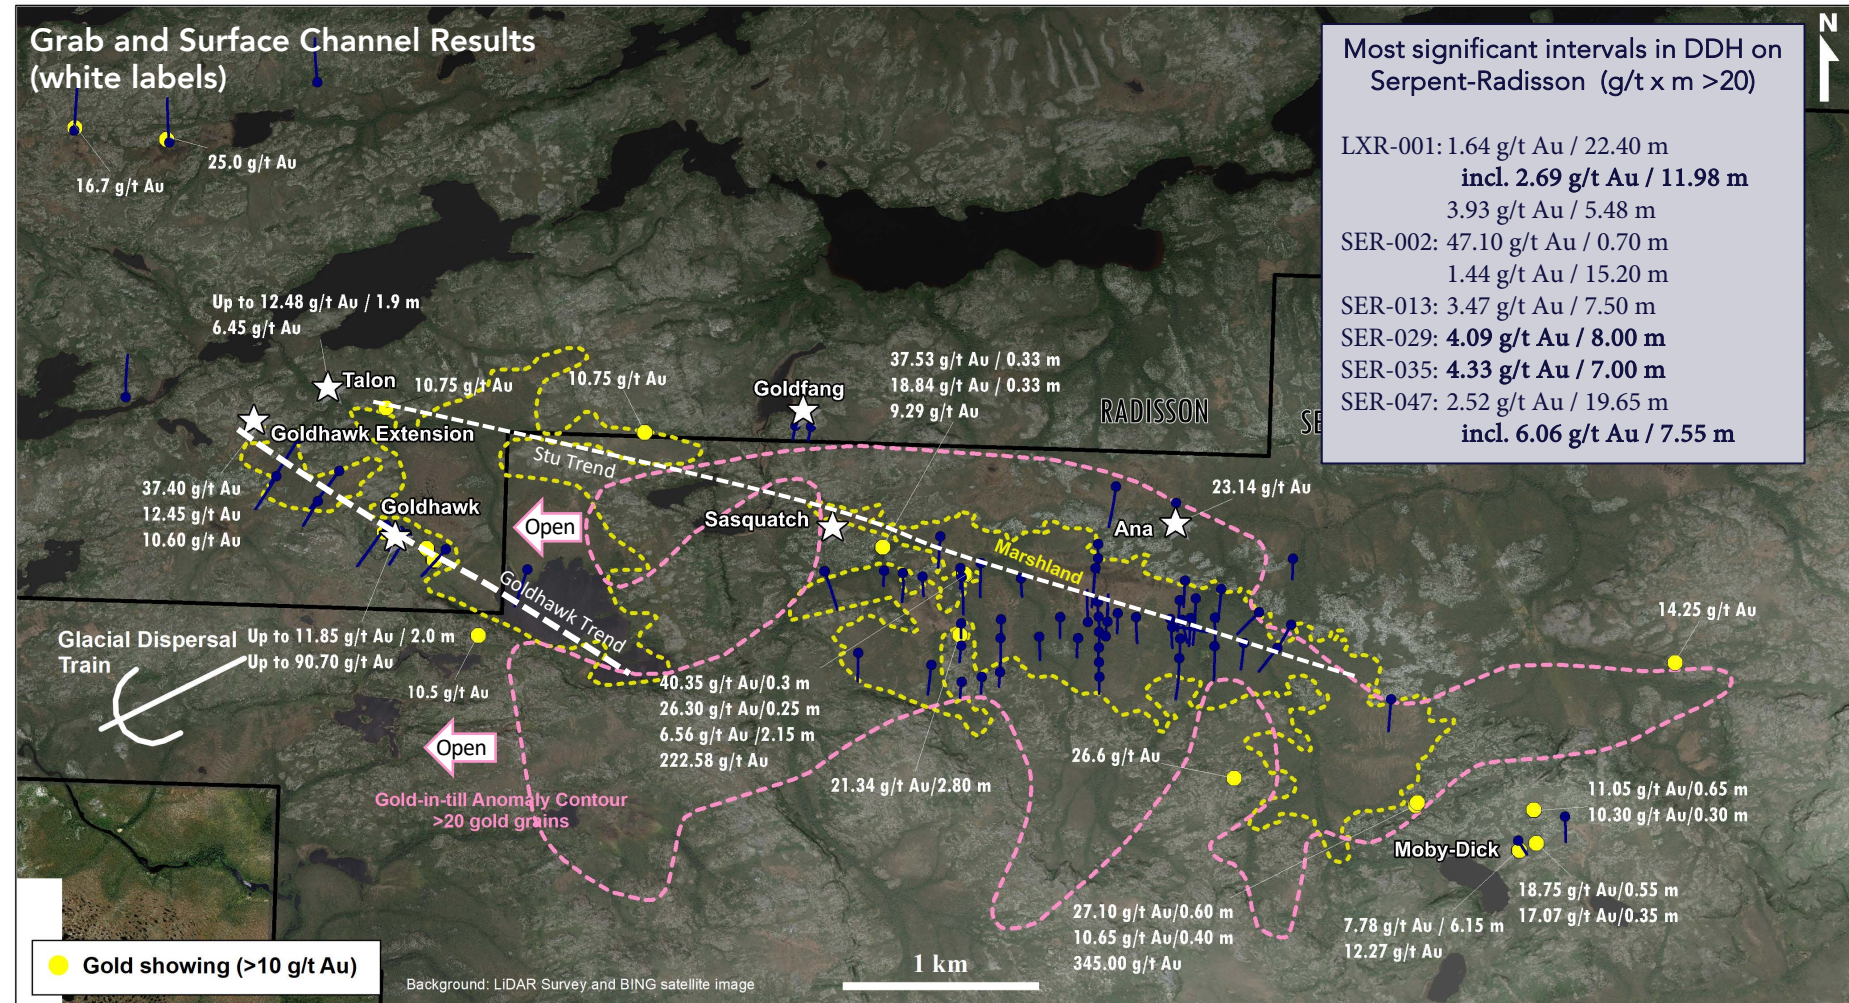 Grab and Surface Channel Results
(white labels)
N
Most significant intervals in DDH on
Serpent-Radisson (g/t x m >20)
LXR-001: 1.64 g/t Au / 22.40 m
incl. 2.69 g/t Au / 11.98 m
3.93 g/t Au / 5.48 m
SER-002: 47.10 g/t Au / 0.70 m
1.44 g/t Au / 15.20 m
SER-013: 3.47 g/t Au / 7.50 m
SER-029: 4.09 g/t Au / 8.00 m
SER-035: 4.33 g/t Au / 7.00 m
SER-047: 2.52 g/t Au / 19.65 m
incl. 6.06 g/t Au / 7.55 m
25.0 g/t Au
16.7 g/t Au
Up to 12.48 g/t Au / 1.9 m
6.45 g/t Au
Talon
10.75 g/t Au
10.75 g/t Au
Goldfang
37.53 g/t Au / 0.33 m
18.84 g/t Au / 0.33 m
9.29 g/t Au
RADISSON
SE
Goldhawk Extension
Stu Trend
37.40 g/t Au
12.45 g/t Au
10.60 g/t Au
Goldhawk
Open
Sasquatch
23.14 g/t Au
Ana
Marshland
Goldhawk Trend
14.25 g/t Au
Glacial Dispersal
Train
Up to 11.85 g/t Au / 2.0 m
Up to 90.70 g/t Au
10.5 g/t Au
40.35 g/t Au/0.3 m
26.30 g/t Au/0.25 m
6.56 g/t Au /2.15 m
222.58 g/t Au
Open
26.6 g/t Au
21.34 g/t Au/2.80 m
Gold-in-till Anomaly Contour
>20 gold grains
11.05 g/t Au/0.65 m
10.30 g/t Au/0.30 m
Moby-Dick
18.75 g/t Au/0.55 m
17.07 g/t Au/0.35 m
27.10 g/t Au/0.60 m
10.65 g/t Au/0.40 m
345.00 g/t Au
7.78 g/t Au / 6.15 m
12.27 g/t Au
Gold showing (>10 g/t Au)
1 km
Background: LiDAR Survey and BING satellite image